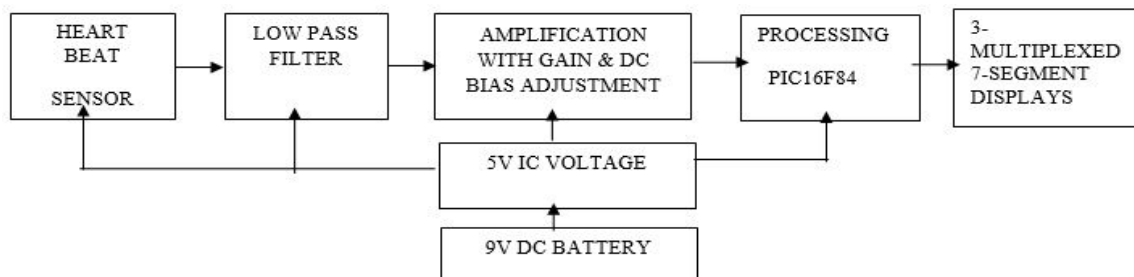 HEART
BEAT
SENSOR
LOW PASS
FILTER
AMPLIFICATION
WITH GAIN & DC
BIAS ADJUSTMENT
PROCESSING
PIC16F84
3-
MULTIPLEXED
7-SEGMENT
DISPLAYS
5V IC VOLTAGE
9V DC BATTERY